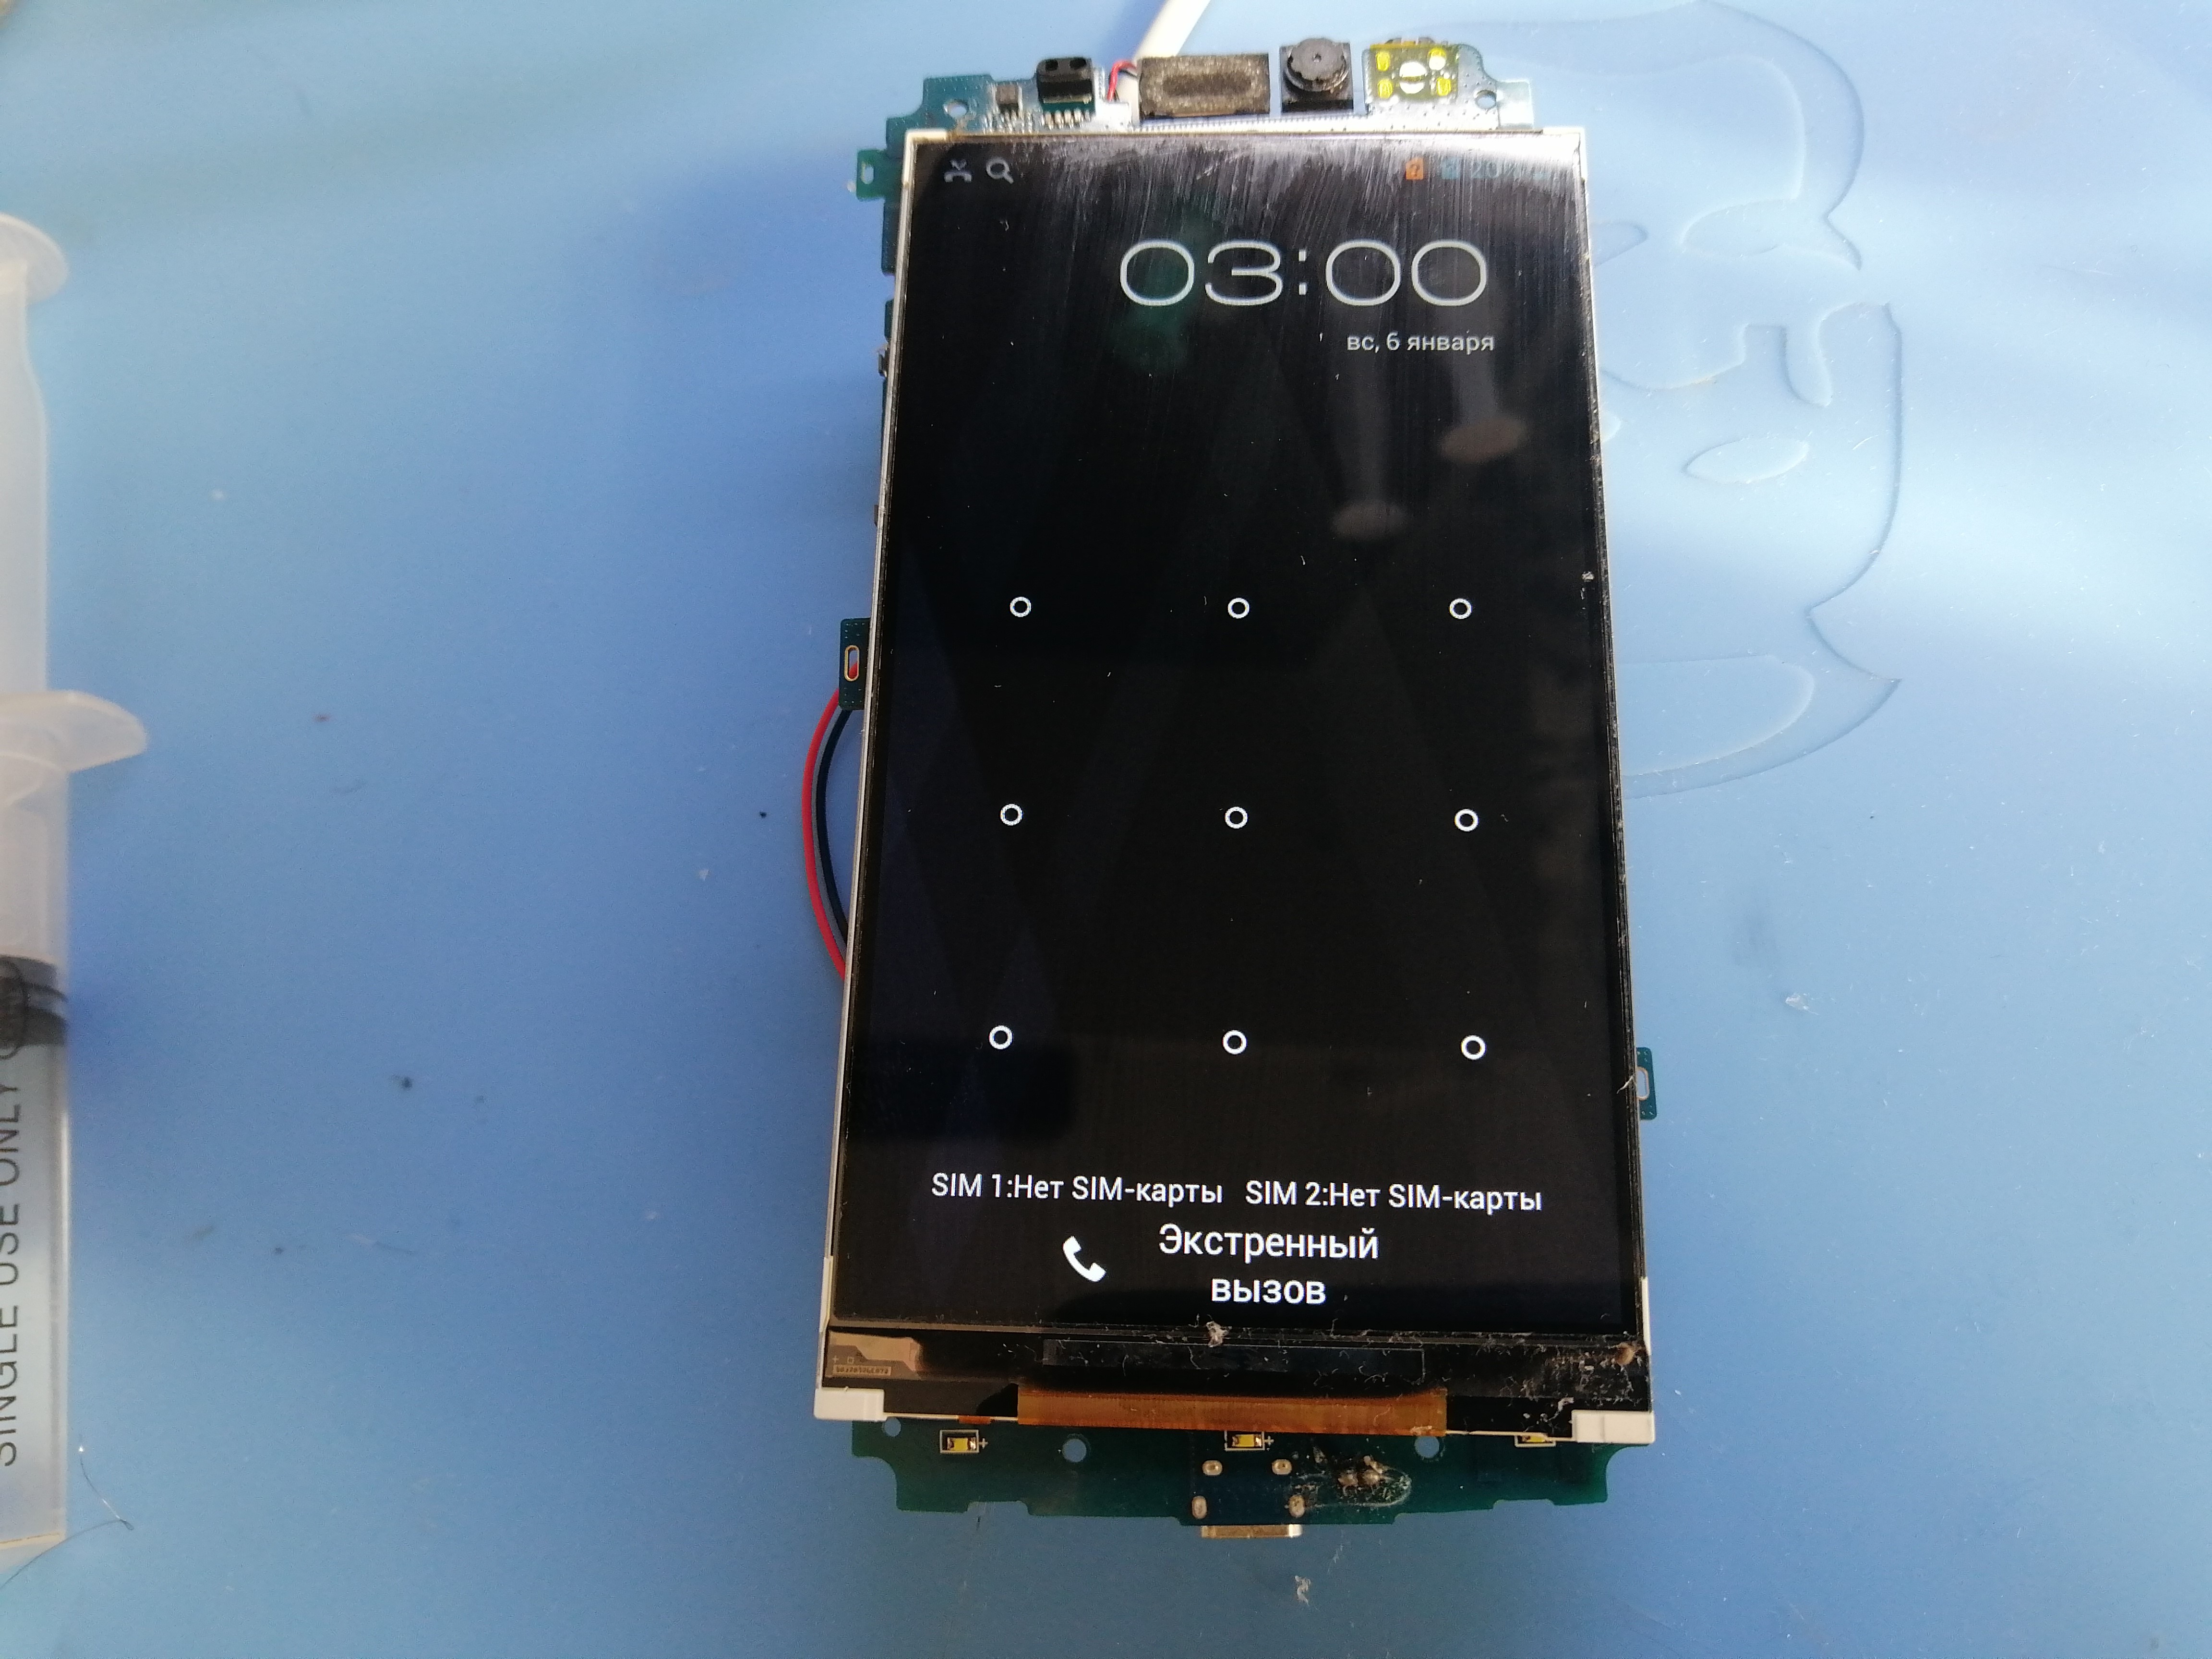 03:00
вс, 6 января
SIM 1:Нет SIM-карты SIM 2:Нет SIM-карты
Экстренный
вызов
SINGLE USE ONLY